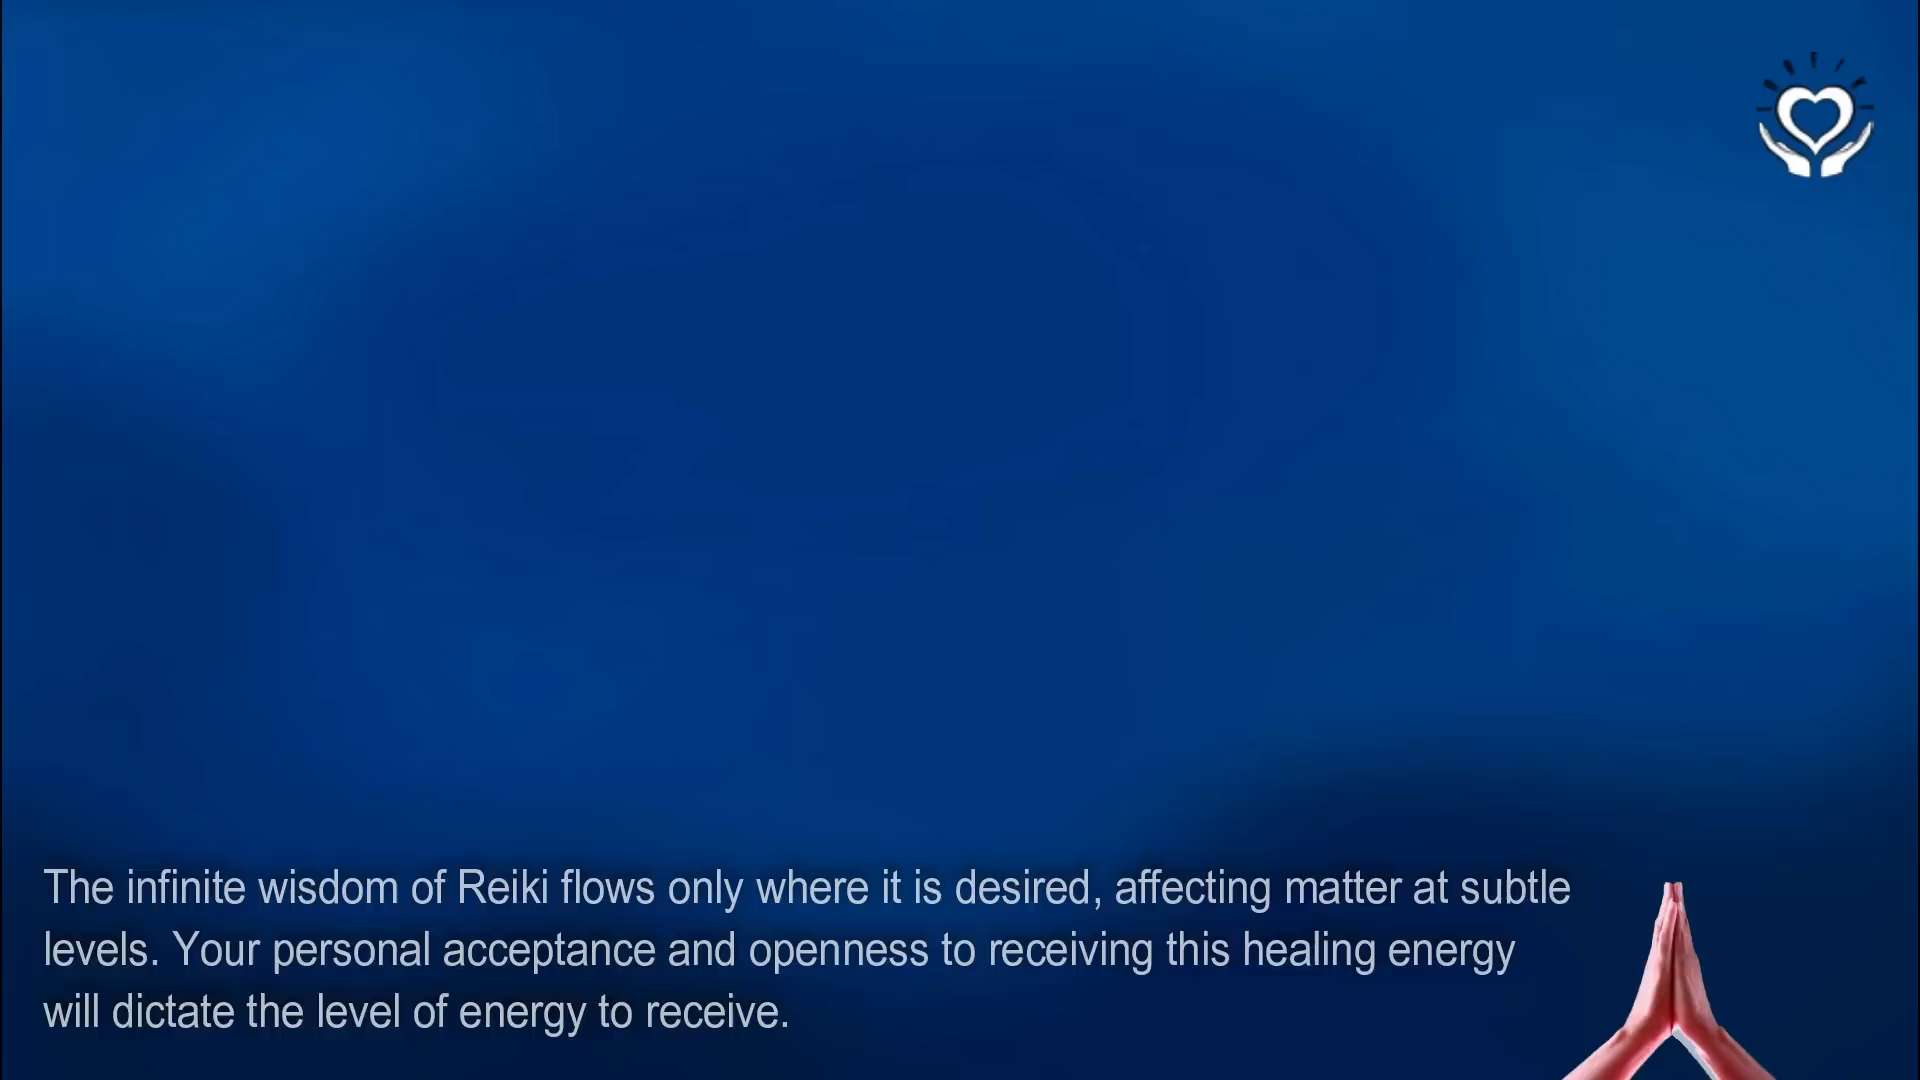 The infinite wisdom of Reiki flows only where it is desired, affecting matter at subtle
levels. Your personal acceptance and openness to receiving this healing energy
will dictate the level of energy to receive.